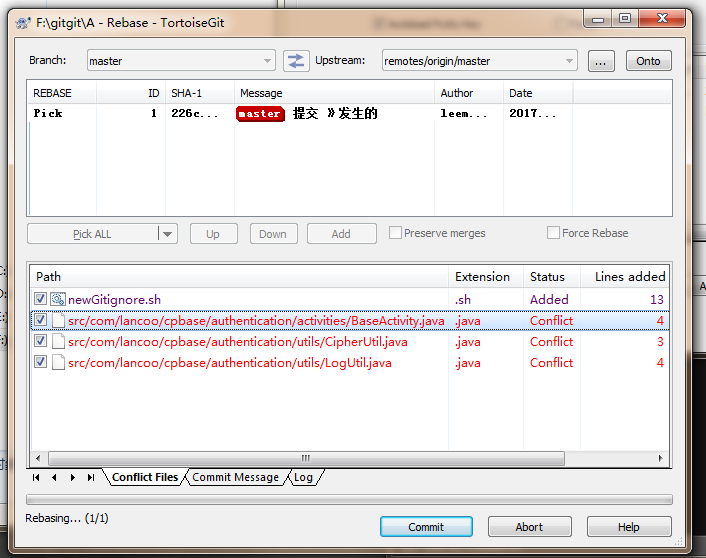 F:\gitgit\A - Rebase - TortoiseGit
Branch: master Upstream: remotes/origin/master ... Onto
REBASE ID SHA-1 Message Author Date
Pick 1 226c... master 提交 》发生的 leem... 2017...
Pick ALL Up Down Add Preserve merges Force Rebase
Path Extension Status Lines added
newGitignore.sh .sh Added 13
src/com/lancoo/cpbase/authentication/activities/BaseActivity.java .java Conflict 4
src/com/lancoo/cpbase/authentication/utils/CipherUtil.java .java Conflict 3
src/com/lancoo/cpbase/authentication/utils/LogUtil.java .java Conflict 4
Conflict Files Commit Message Log
Rebasing... (1/1)
Commit Abort Help